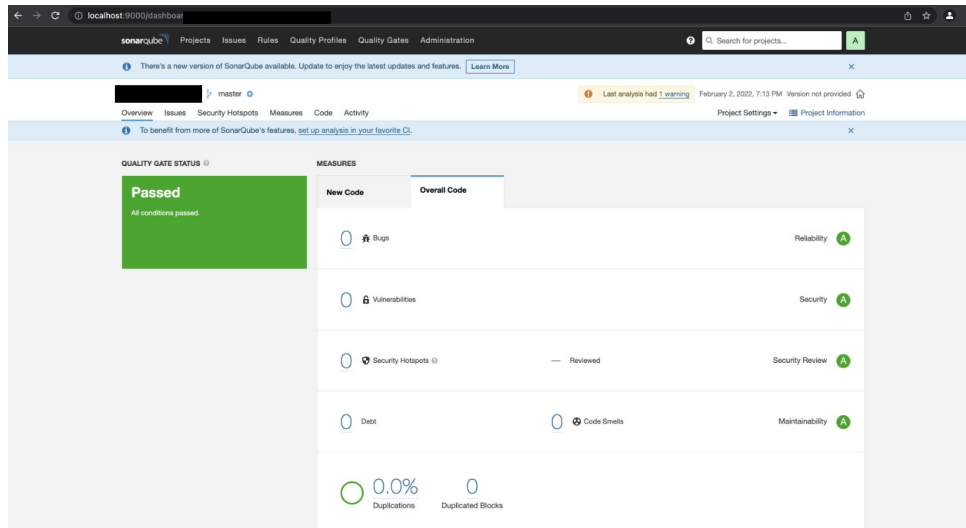 localhost:9000/dashboar
sonarqube Projects Issues Rules Quality Profiles Quality Gates Administration ? Search for projects... A
There's a new version of SonarQube available. Update to enjoy the latest updates and features. Learn More
master Last analysis had 1 warning February 2, 2022, 7:13 PM Version not provided
Overview Issues Security Hotspots Measures Code Activity Project Settings Project Information
To benefit from more of SonarQube's features, set up analysis in your favorite CI.
QUALITY GATE STATUS MEASURES
Passed
All conditions passed.
New Code Overall Code
0 Bugs Reliability A
0 Vulnerabilities Security A
0 Security Hotspots — Reviewed Security Review A
0 Debt 0 Code Smells Maintainability A
0.0% 0
Duplications Duplicated Blocks